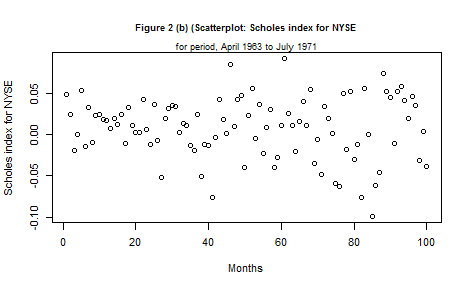 Figure 2 (b) (Scatterplot: Scholes index for NYSE
for period, April 1963 to July 1971
Scholes index for NYSE
0.05
0.00
-0.05
-0.10
0 20 40 60 80 100
Months